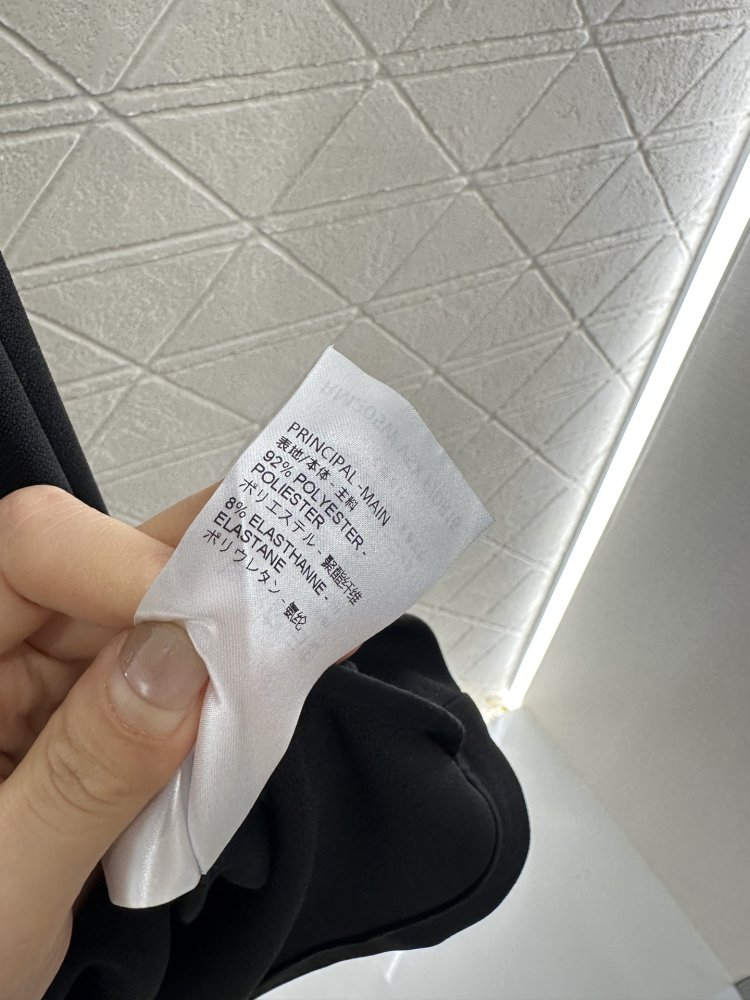 PRINCIPAL -MAIN
表地/本体 - 主料
92% POLYESTER -
POLIESTER
ポリエステル - 聚酯纤维
8% ELASTHANNE -
ELASTANE
ポリウレタン - 氨纶